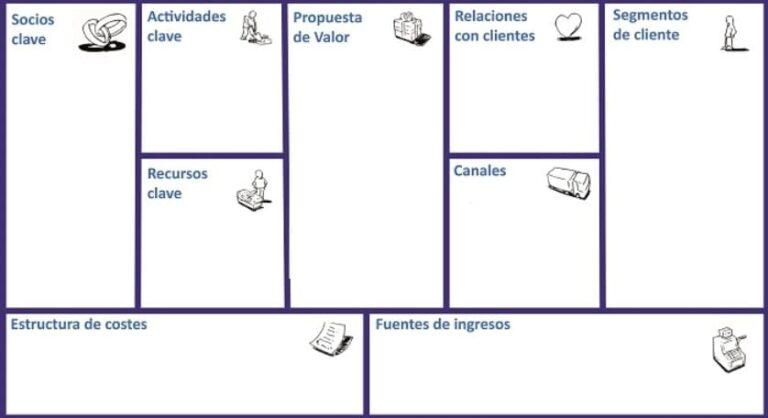 Socios
clave
Actividades
clave
Propuesta
de Valor
Relaciones
con clientes
Segmentos
de cliente
Recursos
clave
Canales
Estructura de costes
Fuentes de ingresos